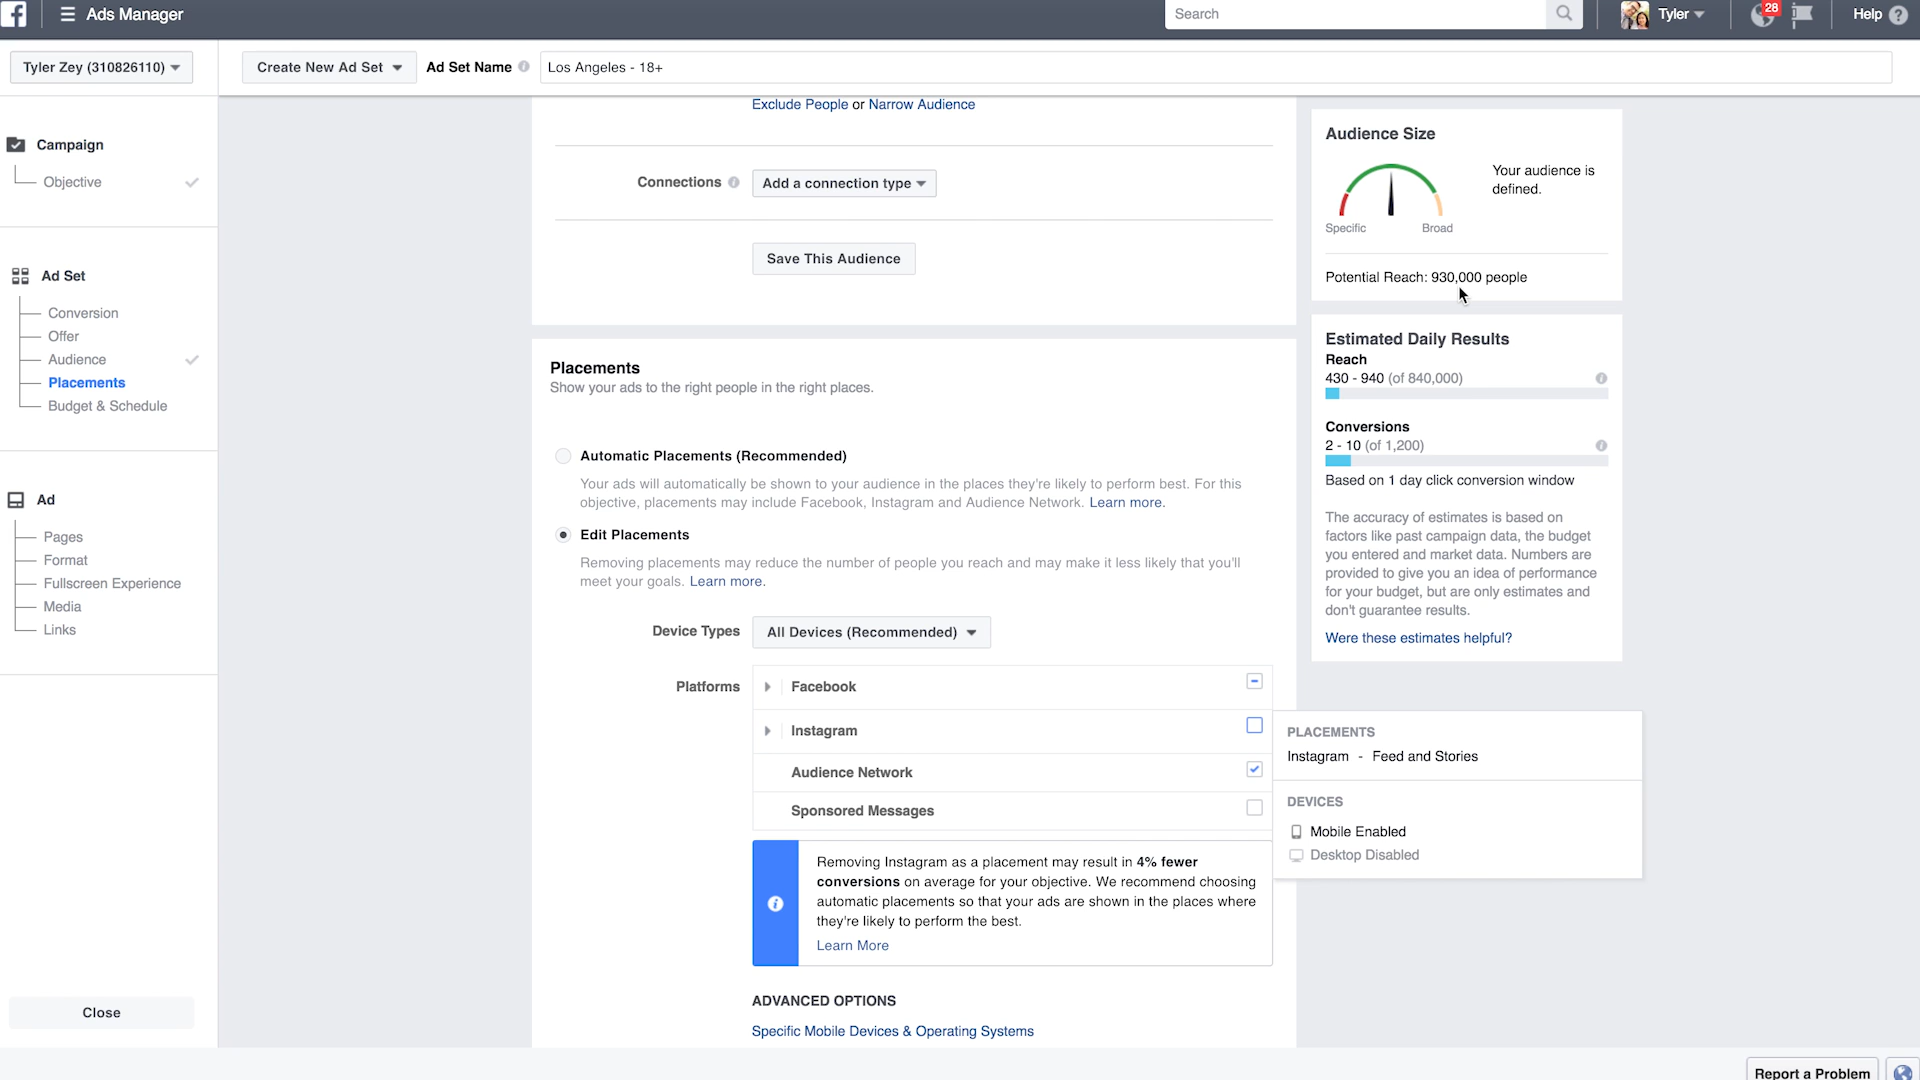 Ads Manager
Search
Tyler
28
Help
Tyler Zey (310826110)
Create New Ad Set
Ad Set Name
Los Angeles - 18+
Campaign
Objective
Ad Set
Conversion
Offer
Audience
Placements
Budget & Schedule
Ad
Pages
Format
Fullscreen Experience
Media
Links
Close
Exclude People or Narrow Audience
Connections
Add a connection type
Save This Audience
Placements
Show your ads to the right people in the right places.
Automatic Placements (Recommended)
Your ads will automatically be shown to your audience in the places they're likely to perform best. For this
objective, placements may include Facebook, Instagram and Audience Network. Learn more.
Edit Placements
Removing placements may reduce the number of people you reach and may make it less likely that you'll
meet your goals. Learn more.
Device Types
All Devices (Recommended)
Platforms
Facebook
Instagram
Audience Network
Sponsored Messages
Removing Instagram as a placement may result in 4% fewer
conversions on average for your objective. We recommend choosing
automatic placements so that your ads are shown in the places where
they're likely to perform the best.
Learn More
ADVANCED OPTIONS
Specific Mobile Devices & Operating Systems
Audience Size
Your audience is
defined.
Specific
Broad
Potential Reach: 930,000 people
Estimated Daily Results
Reach
430 - 940 (of 840,000)
Conversions
2 - 10 (of 1,200)
Based on 1 day click conversion window
The accuracy of estimates is based on
factors like past campaign data, the budget
you entered and market data. Numbers are
provided to give you an idea of performance
for your budget, but are only estimates and
don't guarantee results.
Were these estimates helpful?
PLACEMENTS
Instagram - Feed and Stories
DEVICES
Mobile Enabled
Desktop Disabled
Report a Problem